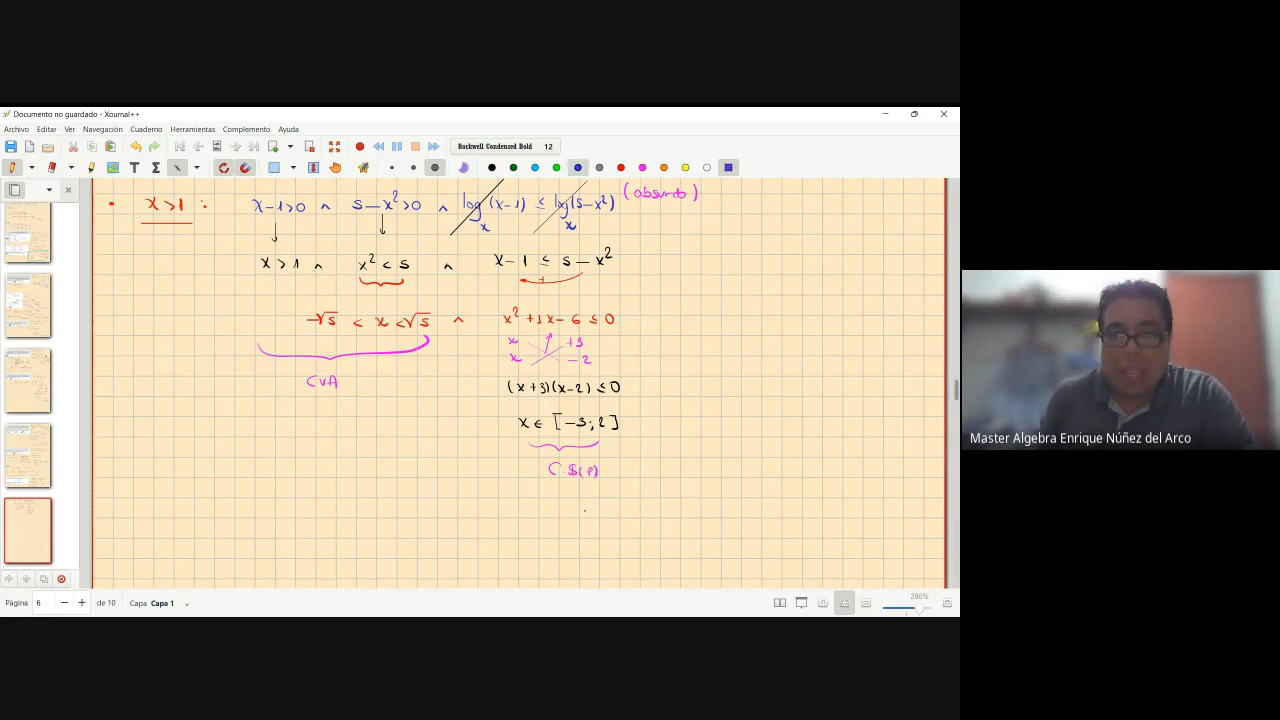 Documento no guardado - Xournal++
Archivo Editar Ver Navegación Cuaderno Herramientas Complemento Ayuda
Rockwell Condensed Bold 12
• x>1 : x-1>0 ∧ 5-x²>0 ∧ log_x(x-1) ≤ log_x(5-x²) (absurdo)
x>1 ∧ x²<5 ∧ x-1 ≤ 5-x²
+
-√5 < x < √5 ∧ x²+1x-6 ≤ 0
x +3
x -2
CVA (x+3)(x-2) ≤ 0
x ∈ [-3;2]
C.S(p)
Master Algebra Enrique Núñez del Arco
Página 6 de 10 Capa Capa 1 286%